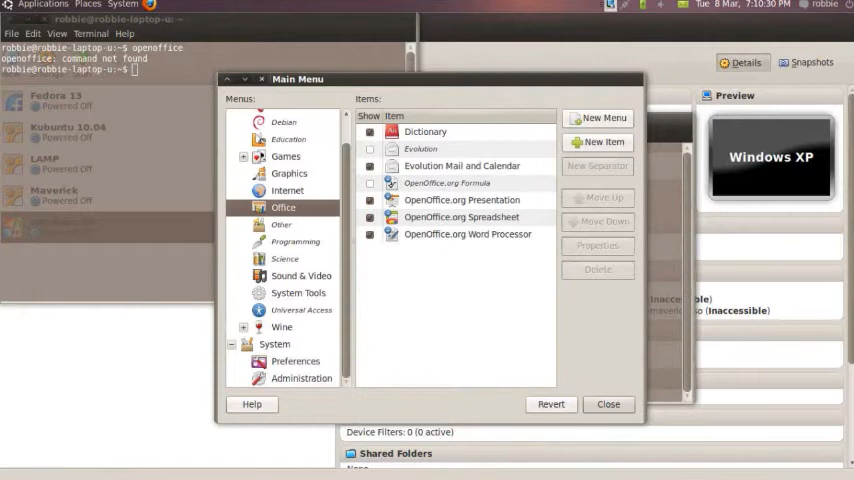 Applications Places System
Tue 8 Mar, 7:10:30 PM robbie
robbie@robbie-laptop-u: ~
File Edit View Terminal Help
robbie@robbie-laptop-u:~$ openoffice
openoffice: command not found
robbie@robbie-laptop-u:~$
Fedora 13
Powered Off
Kubuntu 10.04
Powered Off
LAMP
Powered Off
Maverick
Powered Off
Details
Snapshots
Preview
Windows XP
Main Menu
Menus:
Debian
Education
Games
Graphics
Internet
Office
Other
Programming
Science
Sound & Video
System Tools
Universal Access
Wine
System
Preferences
Administration
Items:
Show Item
Dictionary
Evolution
Evolution Mail and Calendar
OpenOffice.org Formula
OpenOffice.org Presentation
OpenOffice.org Spreadsheet
OpenOffice.org Word Processor
New Menu
New Item
New Separator
Move Up
Move Down
Properties
Delete
Help
Revert
Close
(Inaccessible)
so (Inaccessible)
Device Filters: 0 (0 active)
Shared Folders
None